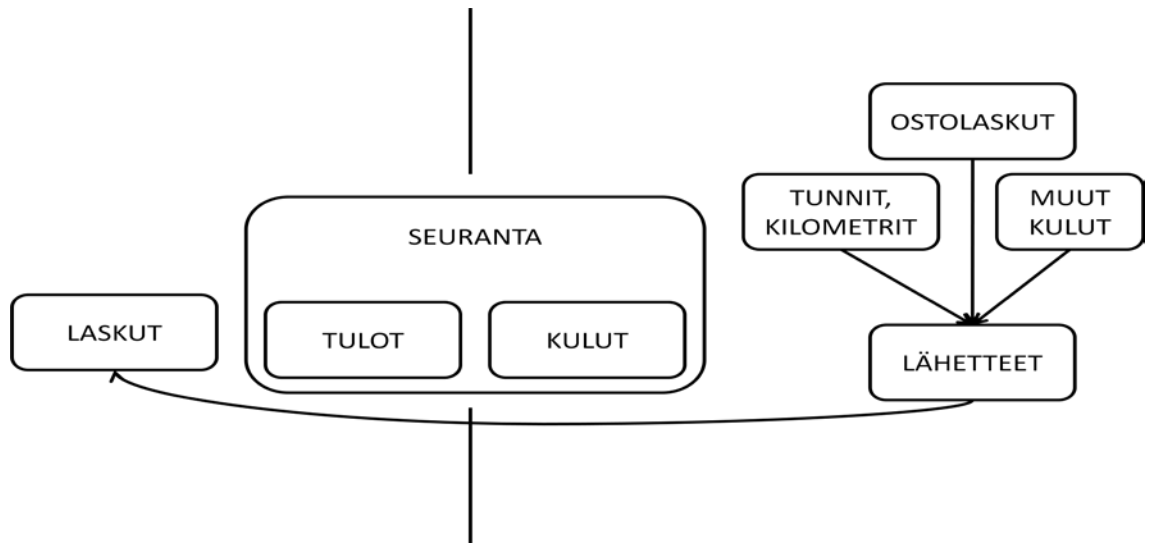 OSTOLASKUT
TUNNIT,
KILOMETRIT
MUUT
KULUT
SEURANTA
LASKUT
TULOT
KULUT
LÄHETTEET